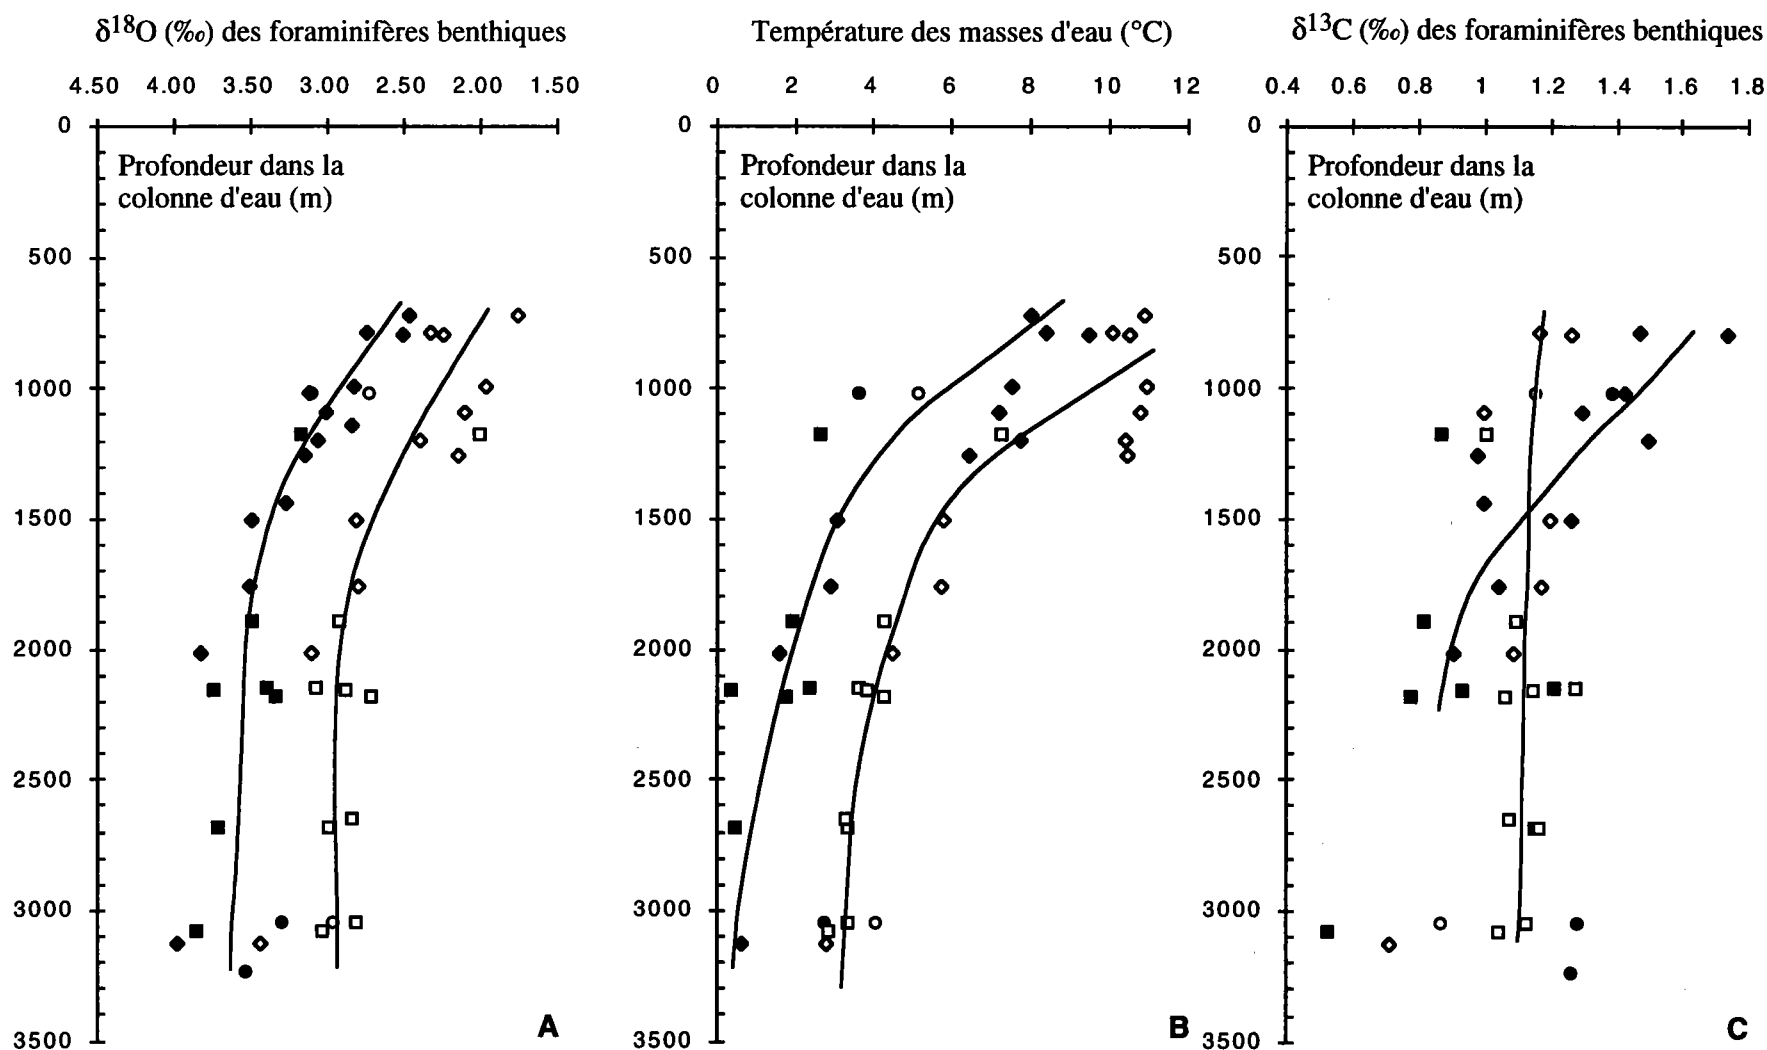 δ18O (‰) des foraminifères benthiques
4.50 4.00 3.50 3.00 2.50 2.00 1.50
0
Profondeur dans la
colonne d'eau (m)
500
1000
1500
2000
2500
3000
3500
A
Température des masses d'eau (°C)
0 2 4 6 8 10 12
0
Profondeur dans la
colonne d'eau (m)
500
1000
1500
2000
2500
3000
3500
B
δ13C (‰) des foraminifères benthiques
0.4 0.6 0.8 1 1.2 1.4 1.6 1.8
0
Profondeur dans la
colonne d'eau (m)
500
1000
1500
2000
2500
3000
3500
C